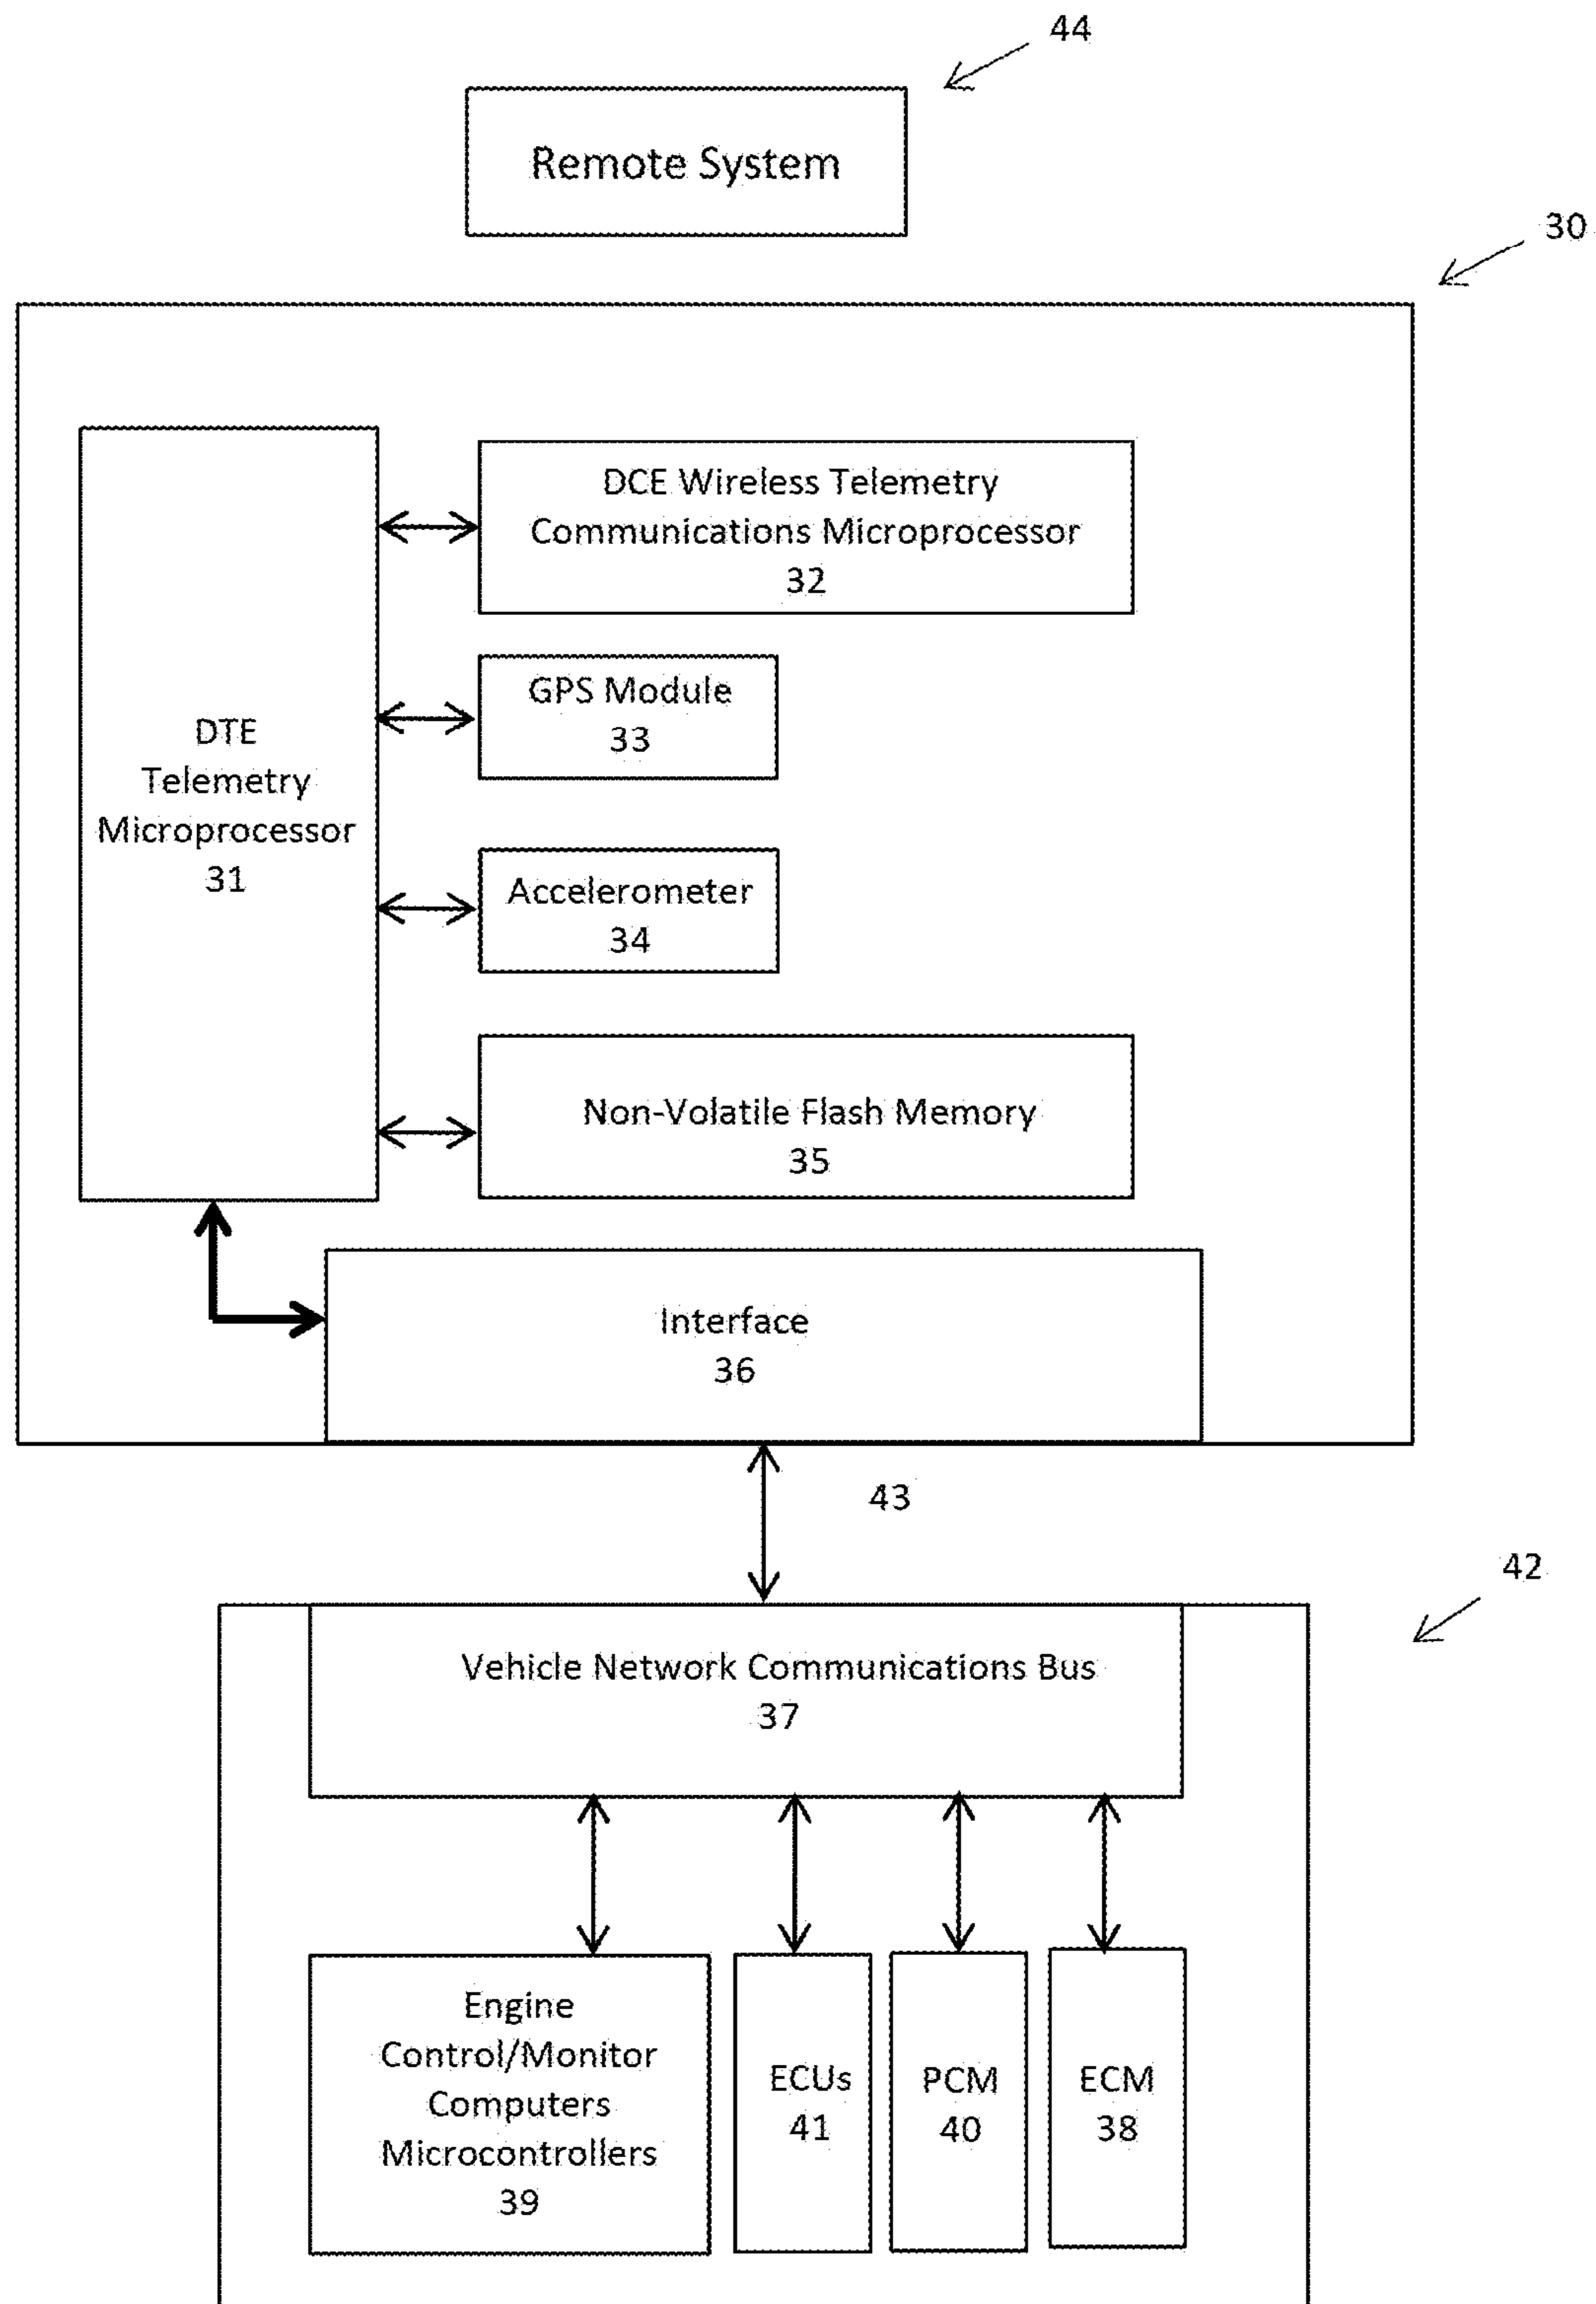 44
Remote System
30
DCE Wireless Telemetry
Communications Microprocessor
32
GPS Module
33
DTE
Telemetry
Microprocessor
31
Accelerometer
34
Non-Volatile Flash Memory
35
Interface
36
43
42
Vehicle Network Communications Bus
37
Engine
Control/Monitor
Computers
Microcontrollers
39
ECUs
41
PCM
40
ECM
38